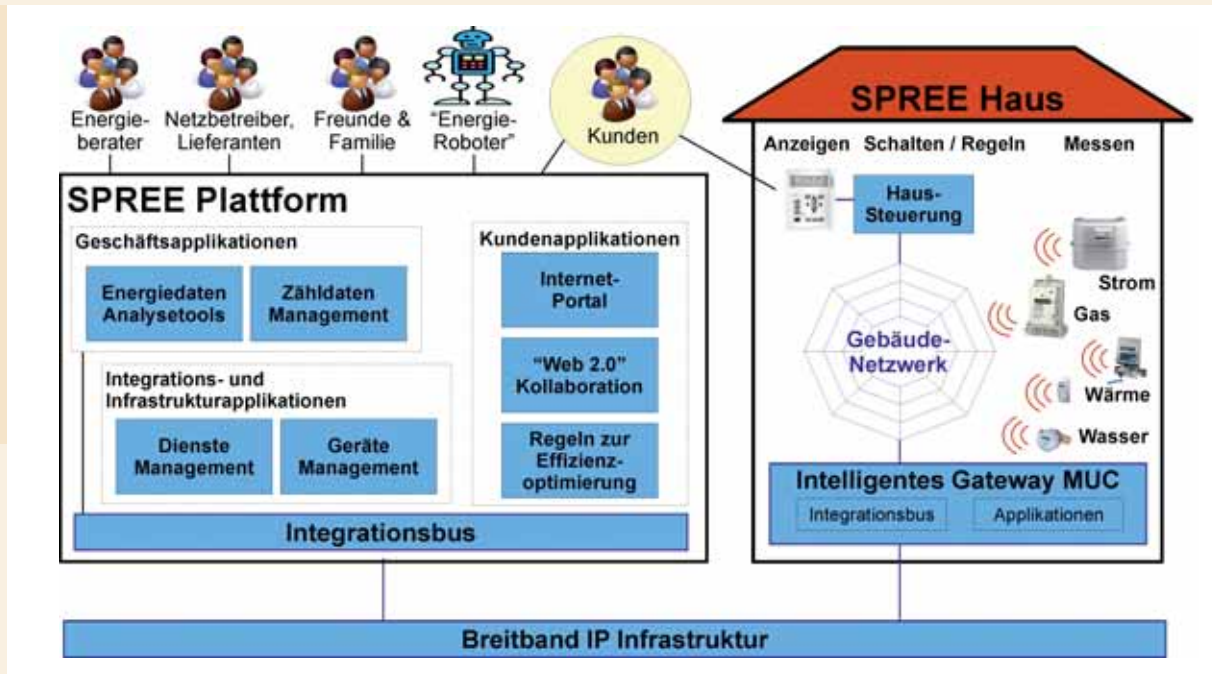 Energie-
berater
Netzbetreiber,
Lieferanten
Freunde &
Familie
"Energie-
Roboter"
Kunden
SPREE Plattform
Geschäftsapplikationen
Energiedaten
Analysetools
Zähldaten
Management
Integrations- und
Infrastrukturapplikationen
Dienste
Management
Geräte
Management
Kundenapplikationen
Internet-
Portal
"Web 2.0"
Kollaboration
Regeln zur
Effizienz-
optimierung
Integrationsbus
SPREE Haus
Anzeigen
Schalten / Regeln
Messen
Haus-
Steuerung
Strom
Gas
Gebäude-
Netzwerk
Wärme
Wasser
Intelligentes Gateway MUC
Integrationsbus
Applikationen
Breitband IP Infrastruktur